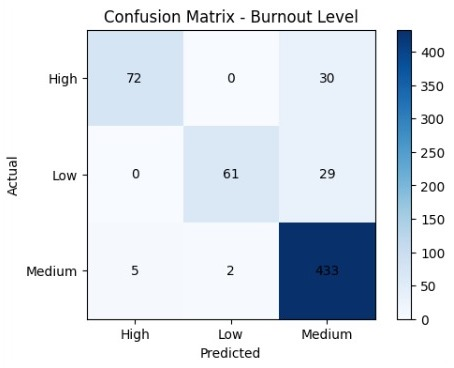 Confusion Matrix - Burnout Level
Actual
High 72 0 30
Low 0 61 29
Medium 5 2 433
High Low Medium
Predicted
400
350
300
250
200
150
100
50
0